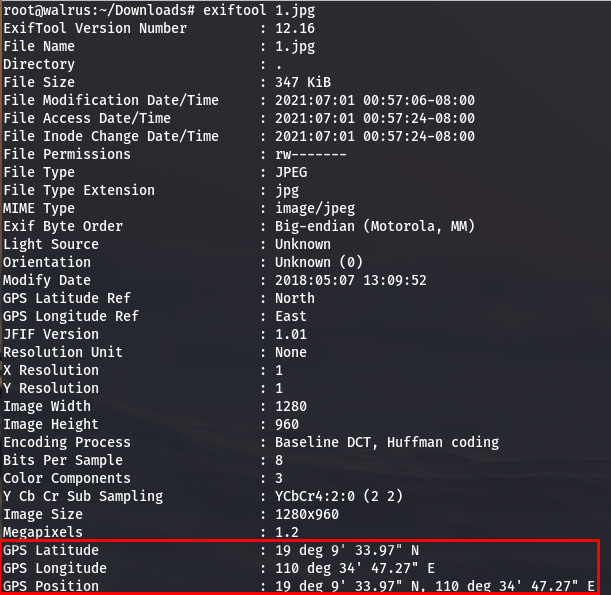 root@walrus:~/Downloads# exiftool 1.jpg
ExifTool Version Number         : 12.16
File Name                       : 1.jpg
Directory                       : .
File Size                       : 347 KiB
File Modification Date/Time     : 2021:07:01 00:57:06-08:00
File Access Date/Time           : 2021:07:01 00:57:24-08:00
File Inode Change Date/Time     : 2021:07:01 00:57:24-08:00
File Permissions                : rw-------
File Type                       : JPEG
File Type Extension             : jpg
MIME Type                       : image/jpeg
Exif Byte Order                 : Big-endian (Motorola, MM)
Light Source                    : Unknown
Orientation                     : Unknown (0)
Modify Date                     : 2018:05:07 13:09:52
GPS Latitude Ref                : North
GPS Longitude Ref               : East
JFIF Version                    : 1.01
Resolution Unit                 : None
X Resolution                    : 1
Y Resolution                    : 1
Image Width                     : 1280
Image Height                    : 960
Encoding Process                : Baseline DCT, Huffman coding
Bits Per Sample                 : 8
Color Components                : 3
Y Cb Cr Sub Sampling            : YCbCr4:2:0 (2 2)
Image Size                      : 1280x960
Megapixels                      : 1.2
GPS Latitude                    : 19 deg 9' 33.97" N
GPS Longitude                   : 110 deg 34' 47.27" E
GPS Position                    : 19 deg 9' 33.97" N, 110 deg 34' 47.27" E